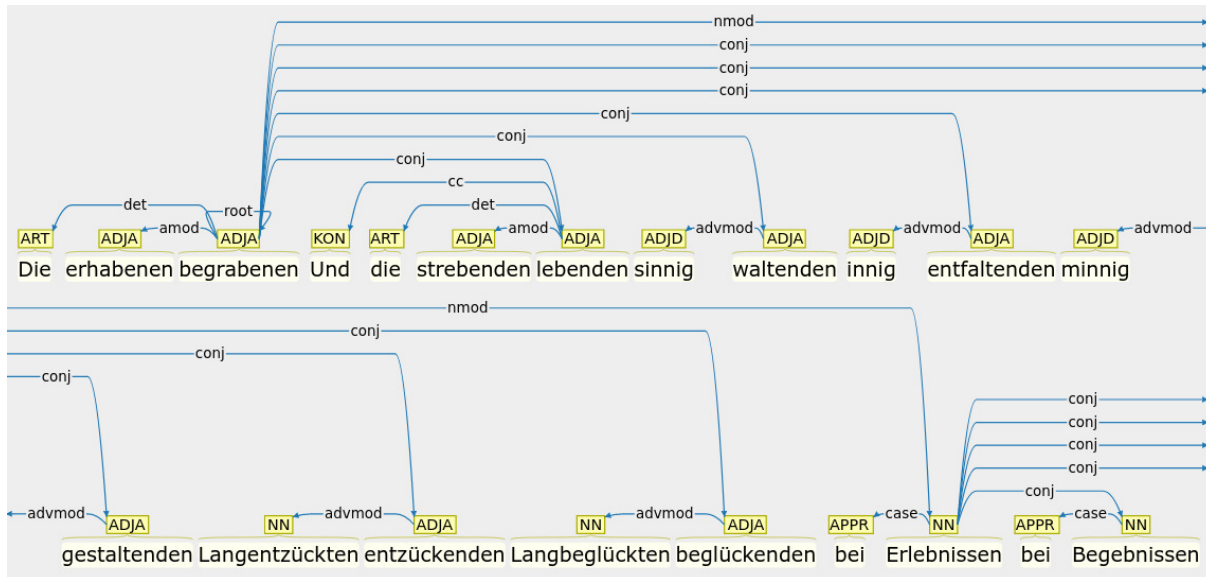 nmod
conj
conj
conj
conj
conj
conj
cc
det root det
amod amod advmod advmod advmod
ART ADJA ADJA KON ART ADJA ADJA ADJD ADJA ADJD ADJA ADJD
Die erhabenen begrabenen Und die strebenden lebenden sinnig waltenden innig entfaltenden minnig
nmod
conj
conj
conj
conj
conj
conj
conj
conj
advmod advmod advmod case case
ADJA NN ADJA NN ADJA APPR NN APPR NN
gestaltenden Langentzückten entzückenden Langbeglückten beglückenden bei Erlebnissen bei Begebnissen